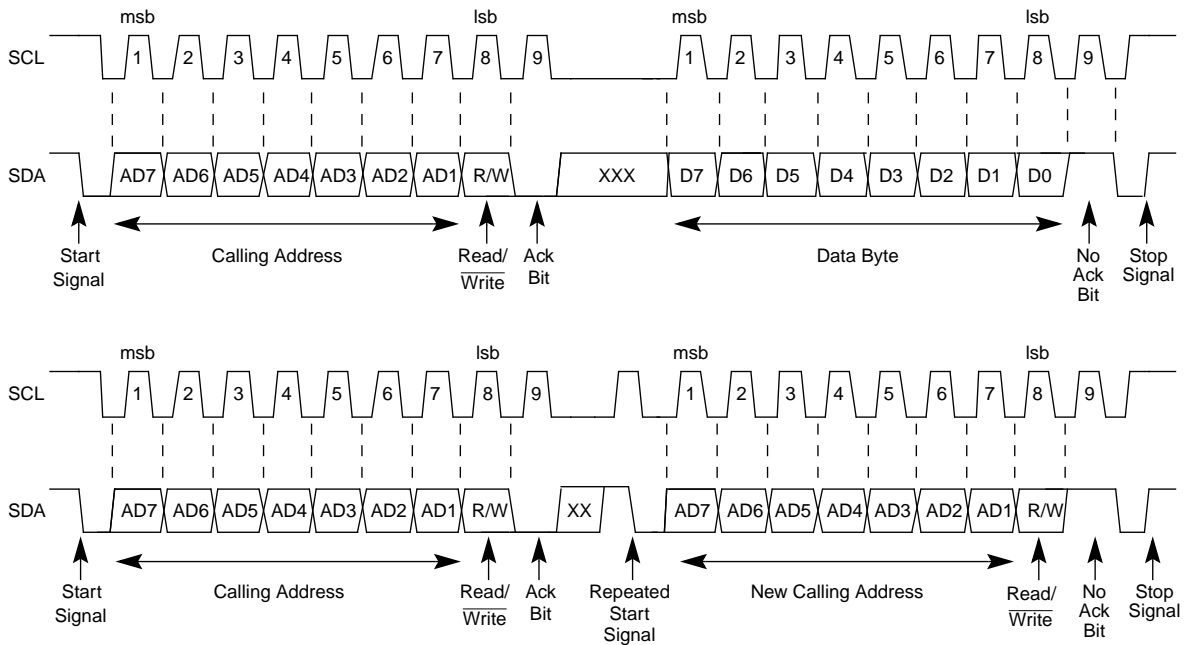 msb lsb msb lsb
SCL 1 2 3 4 5 6 7 8 9 1 2 3 4 5 6 7 8 9
SDA AD7 AD6 AD5 AD4 AD3 AD2 AD1 R/W XXX D7 D6 D5 D4 D3 D2 D1 D0
Start Signal
Calling Address
Read/Write
Ack Bit
Data Byte
No Ack Bit
Stop Signal
msb lsb msb lsb
SCL 1 2 3 4 5 6 7 8 9 1 2 3 4 5 6 7 8 9
SDA AD7 AD6 AD5 AD4 AD3 AD2 AD1 R/W XX AD7 AD6 AD5 AD4 AD3 AD2 AD1 R/W
Start Signal
Calling Address
Read/Write
Ack Bit
Repeated Start Signal
New Calling Address
Read/Write
No Ack Bit
Stop Signal